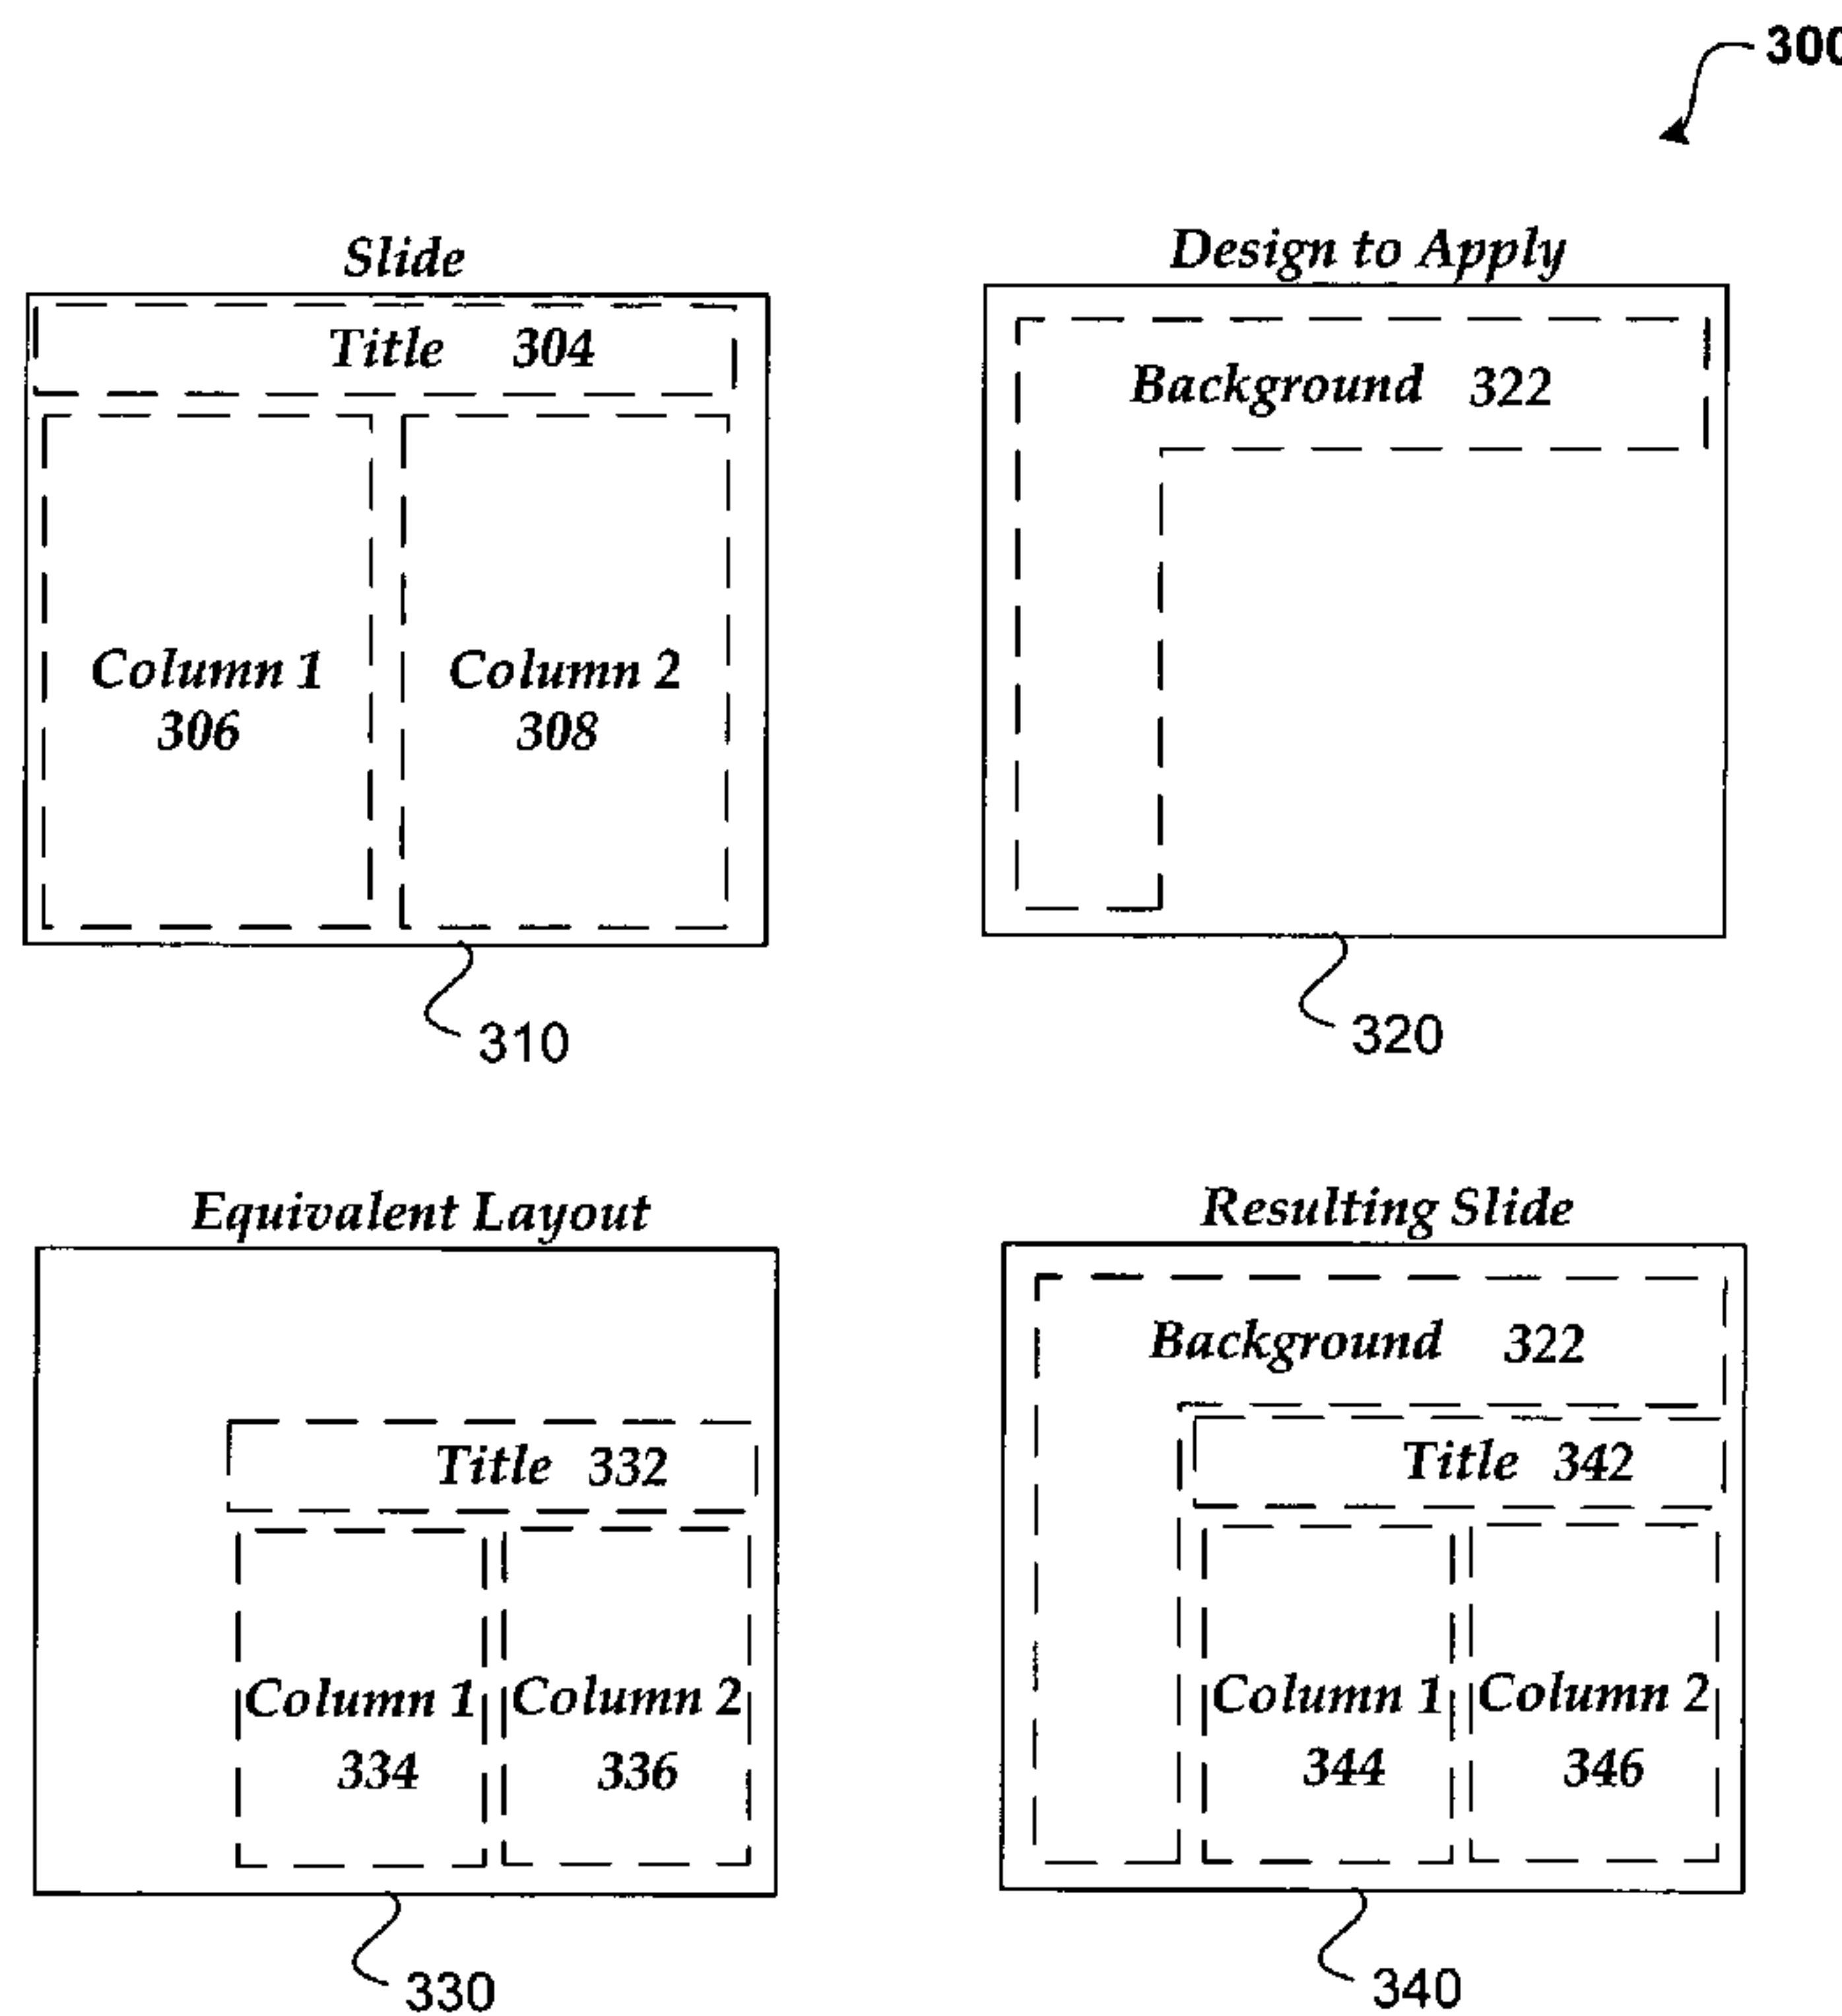 300
Slide
Title 304
Column 1
306
Column 2
308
310
Design to Apply
Background 322
320
Equivalent Layout
Title 332
Column 1
334
Column 2
336
330
Resulting Slide
Background 322
Title 342
Column 1
344
Column 2
346
340